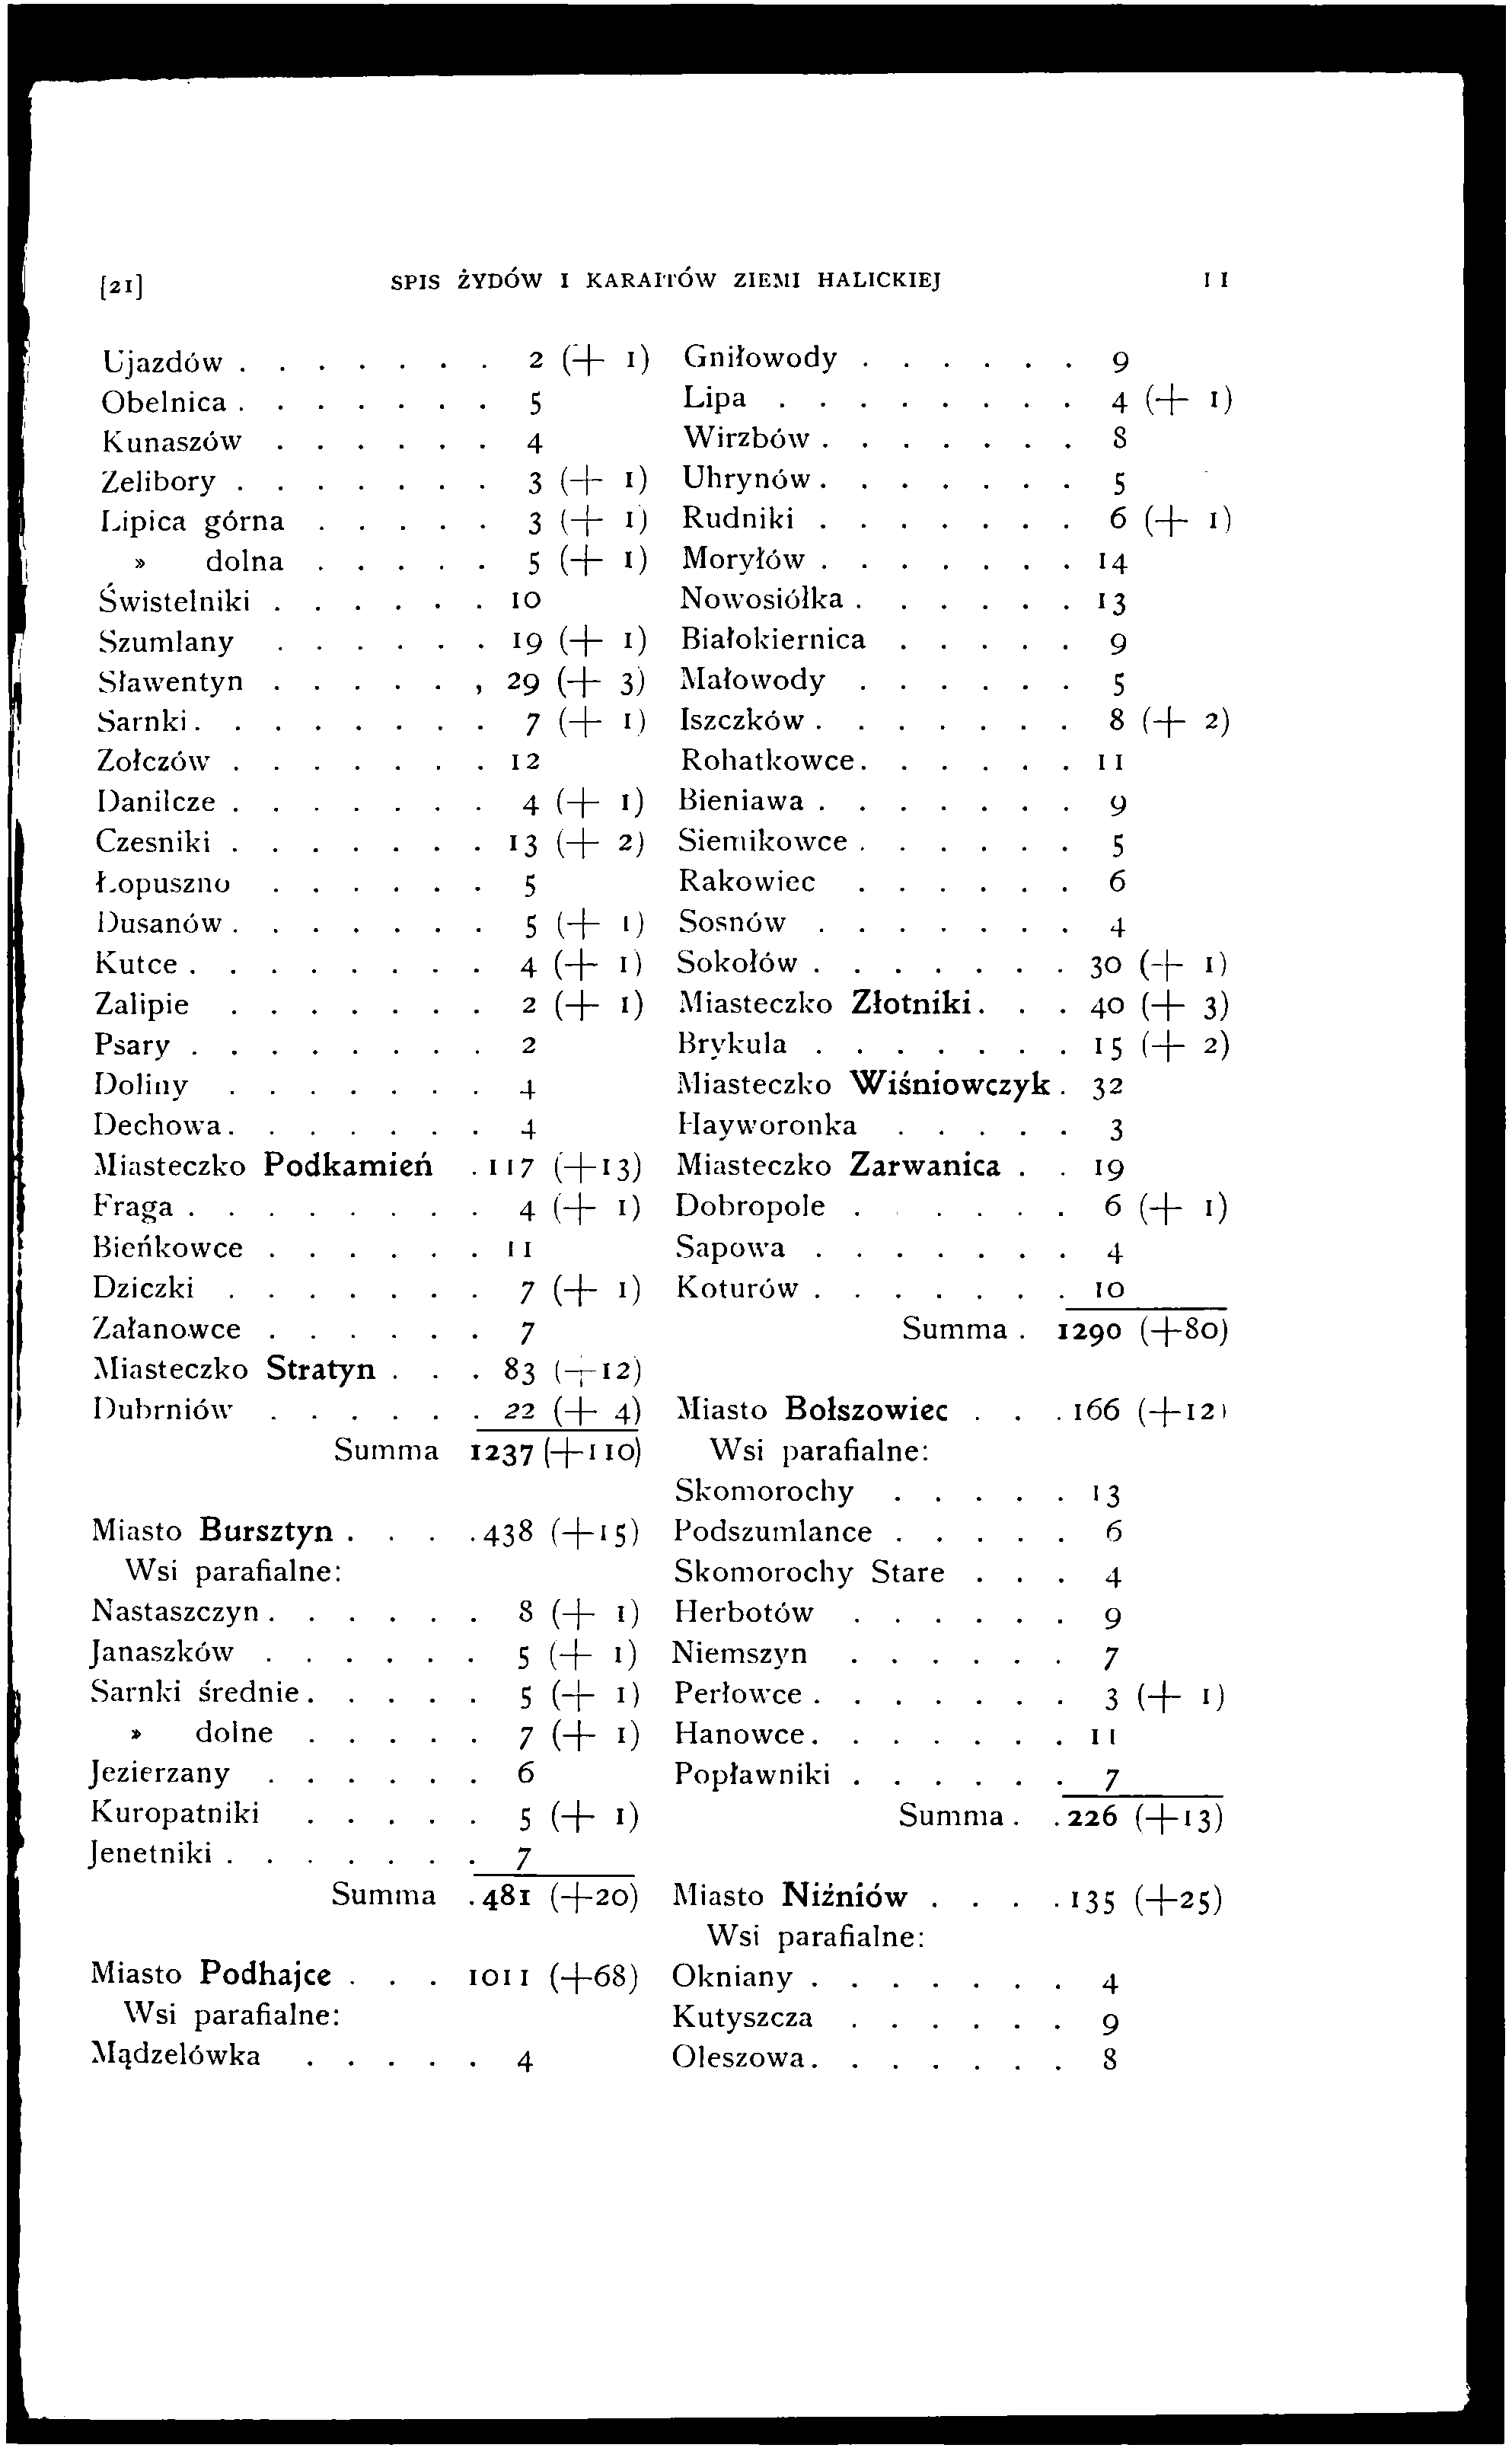 [21] SPIS ŻYDÓW I KARAITÓW ZIEMI HALICKIEJ 11
Ujazdów . . . . . . . 2 (+ 1)
Obelnica . . . . . . . 5
Kunaszów . . . . . . 4
Zelibory . . . . . . . 3 (+ 1)
Lipica górna . . . . . 3 (+ 1)
» dolna . . . . . 5 (+ 1)
Świstelniki . . . . . . 10
Szumlany . . . . . . 19 (+ 1)
Sławentyn . . . . . , 29 (+ 3)
Sarnki . . . . . . . . 7 (+ 1)
Zołczów . . . . . . . 12
Danilcze . . . . . . . 4 (+ 1)
Czesniki . . . . . . . 13 (+ 2)
Łopuszno . . . . . . 5
Dusanów . . . . . . . 5 (+ 1)
Kutce . . . . . . . . 4 (+ 1)
Zalipie . . . . . . . 2 (+ 1)
Psary . . . . . . . . 2
Doliny . . . . . . . 4
Dechowa . . . . . . . 4
Miasteczko Podkamień . 117 (+13)
Fraga . . . . . . . . 4 (+ 1)
Bieńkowce . . . . . . 11
Dziczki . . . . . . . 7 (+ 1)
Załanowce . . . . . . 7
Miasteczko Stratyn . . . 83 (+12)
Dubrniów . . . . . . 22 (+ 4)
Summa 1237 (+110)
Miasto Bursztyn . . . . 438 (+15)
Wsi parafialne:
Nastaszczyn . . . . . . 8 (+ 1)
Janaszków . . . . . . 5 (+ 1)
Sarnki średnie . . . . . 5 (+ 1)
» dolne . . . . . 7 (+ 1)
Jezierzany . . . . . . 6
Kuropatniki . . . . . 5 (+ 1)
Jenetniki . . . . . . . 7
Summa . 481 (+20)
Miasto Podhajce . . . 1011 (+68)
Wsi parafialne:
Mądzelówka . . . . . 4
Gniłowody . . . . . . 9
Lipa . . . . . . . . 4 (+ 1)
Wirzbów . . . . . . . 8
Uhrynów . . . . . . . 5
Rudniki . . . . . . . 6 (+ 1)
Moryłów . . . . . . . 14
Nowosiółka . . . . . . 13
Białokiernica . . . . . 9
Małowody . . . . . . 5
Iszczków . . . . . . . 8 (+ 2)
Rohatkowce . . . . . . 11
Bieniawa . . . . . . . 9
Siemikowce . . . . . . 5
Rakowiec . . . . . . 6
Sosnów . . . . . . . 4
Sokołów . . . . . . . 30 (+ 1)
Miasteczko Złotniki . . . 40 (+ 3)
Brykula . . . . . . . 15 (+ 2)
Miasteczko Wiśniowczyk . 32
Hayworonka . . . . . 3
Miasteczko Zarwanica . . 19
Dobropole . . . . . . 6 (+ 1)
Sapowa . . . . . . . 4
Koturów . . . . . . . 10
Summa . 1290 (+80)
Miasto Bołszowiec . . . 166 (+12)
Wsi parafialne:
Skomorochy . . . . . 13
Podszumlance . . . . . 6
Skomorochy Stare . . . 4
Herbotów . . . . . . 9
Niemszyn . . . . . . 7
Perłowce . . . . . . . 3 (+ 1)
Hanowce . . . . . . . 11
Popławniki . . . . . . 7
Summa . . 226 (+13)
Miasto Niźniów . . . . 135 (+25)
Wsi parafialne:
Okniany . . . . . . . 4
Kutyszcza . . . . . . 9
Oleszowa . . . . . . . 8